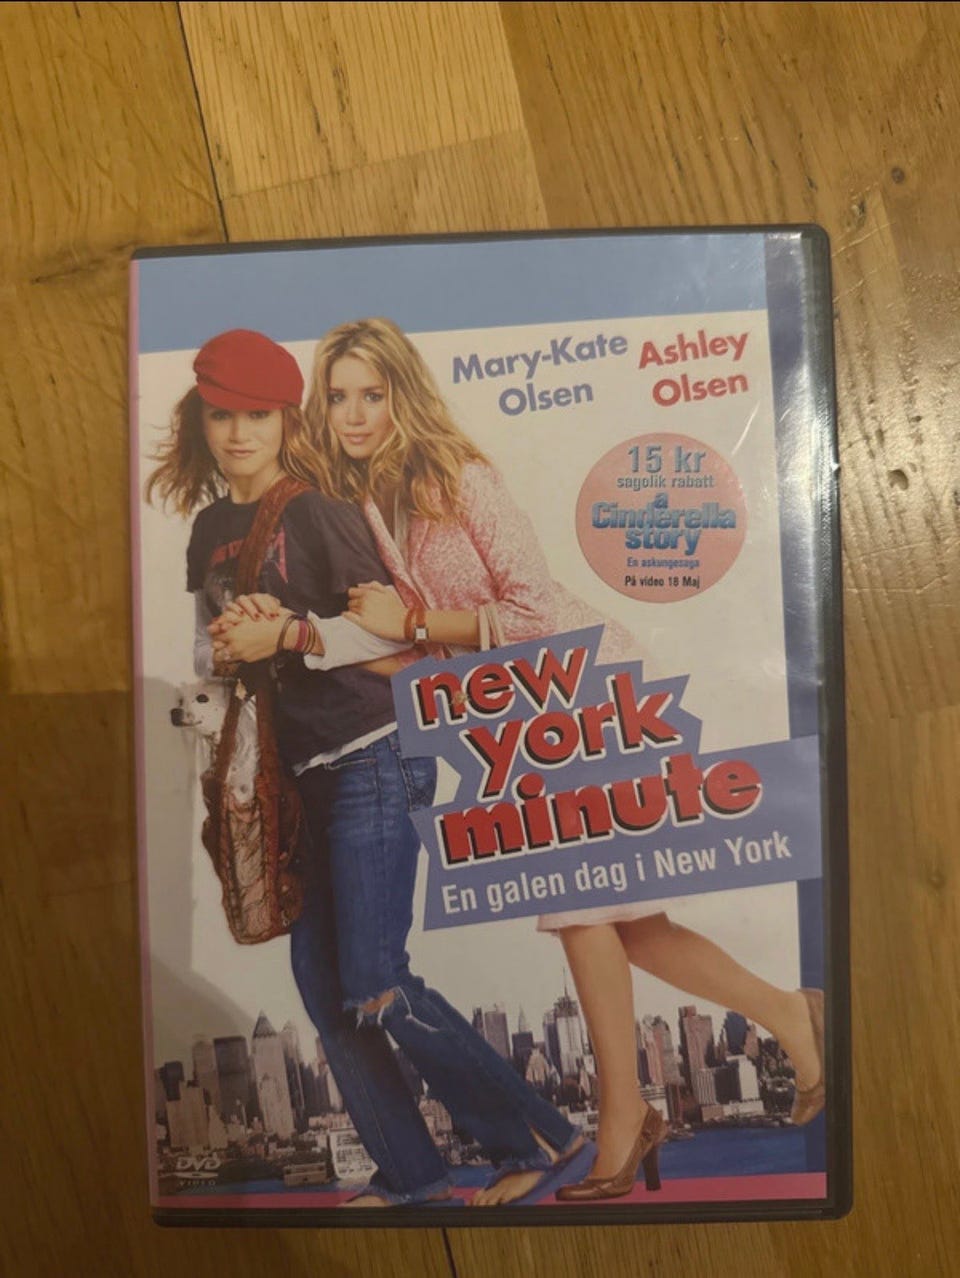 Mary-Kate
Olsen
Ashley
Olsen
15 kr
sagolik rabatt
a
Cinderella
story
En askungesaga
På video 18 Maj
new
york
minute
En galen dag i New York
DVD
VIDEO